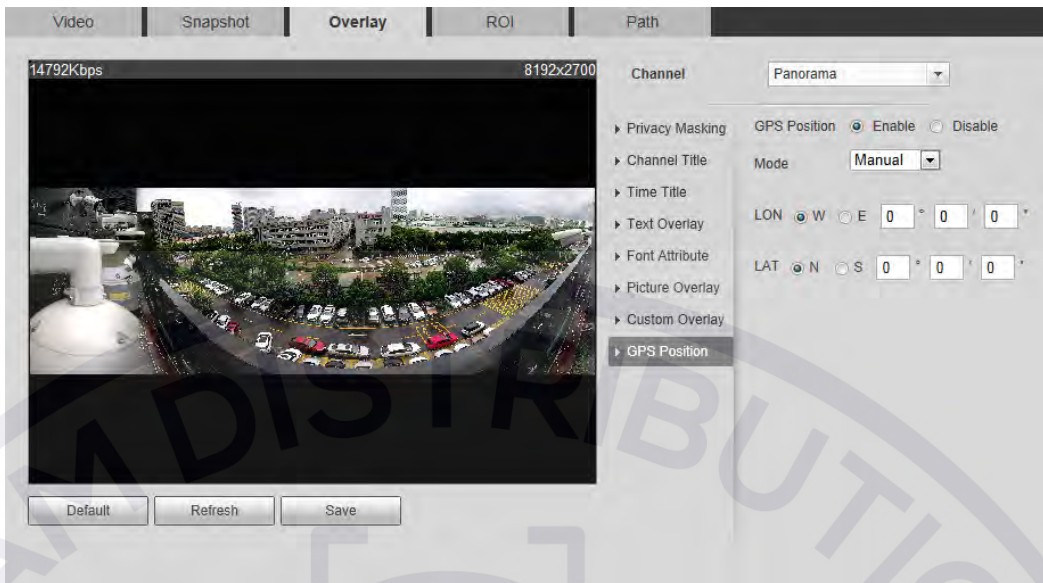 Video Snapshot Overlay ROI Path
14792Kbps 8192x2700
Channel Panorama
Privacy Masking
Channel Title
Time Title
Text Overlay
Font Attribute
Picture Overlay
Custom Overlay
GPS Position
GPS Position Enable Disable
Mode Manual
LON W E 0 ° 0 ' 0 "
LAT N S 0 ° 0 ' 0 "
Default Refresh Save
AM DISTRIBUTIO